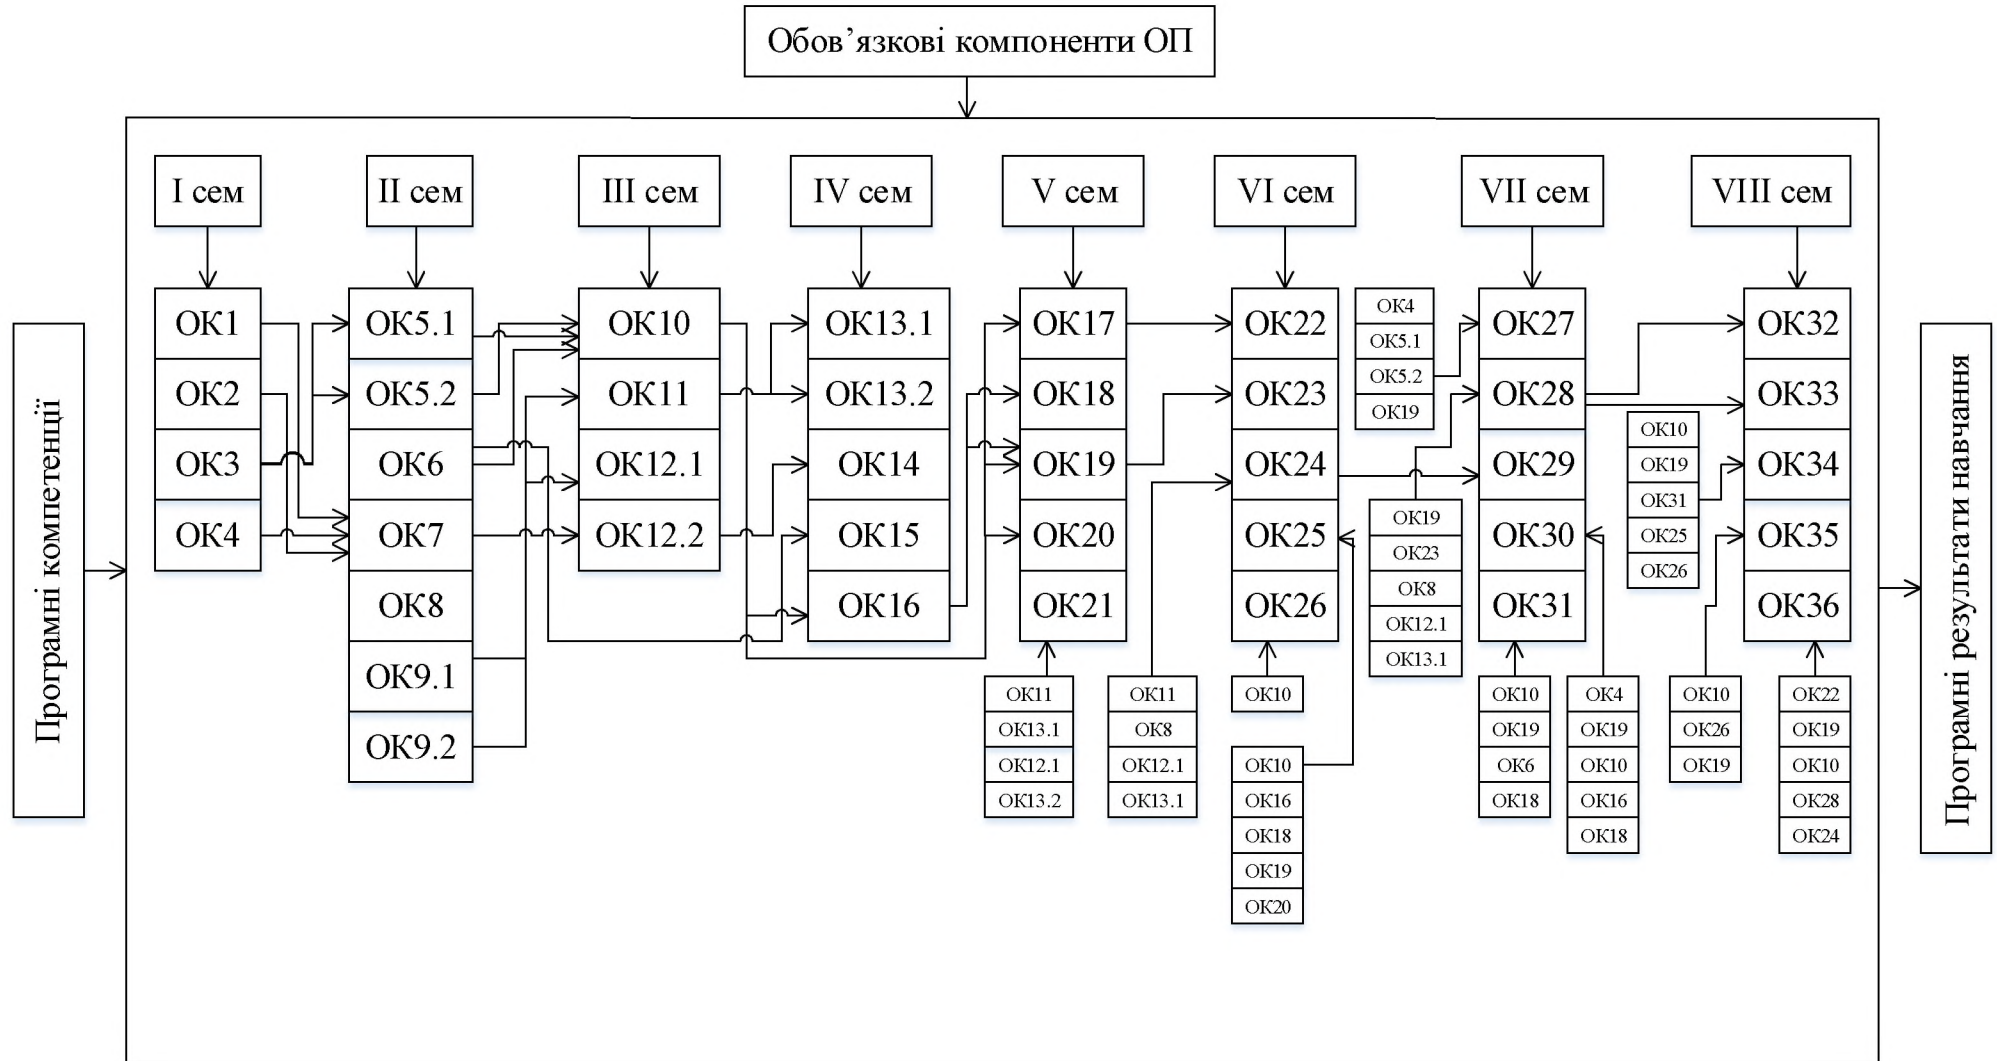 Обов’язкові компоненти ОП
Програмні компетенції
І сем
ОК1
ОК2
ОК3
ОК4
ІІ сем
ОК5.1
ОК5.2
ОК6
ОК7
ОК8
ОК9.1
ОК9.2
ІІІ сем
ОК10
ОК11
ОК12.1
ОК12.2
IV сем
ОК13.1
ОК13.2
ОК14
ОК15
ОК16
V сем
ОК17
ОК18
ОК19
ОК20
ОК21
ОК11
ОК13.1
ОК12.1
ОК13.2
ОК11
ОК8
ОК12.1
ОК13.1
VI сем
ОК22
ОК23
ОК24
ОК25
ОК26
ОК10
ОК10
ОК16
ОК18
ОК19
ОК20
ОК4
ОК5.1
ОК5.2
ОК19
ОК19
ОК23
ОК8
ОК12.1
ОК13.1
VII сем
ОК27
ОК28
ОК29
ОК30
ОК31
ОК10
ОК19
ОК6
ОК18
ОК4
ОК19
ОК10
ОК16
ОК18
ОК10
ОК19
ОК31
ОК25
ОК26
ОК10
ОК26
ОК19
VIII сем
ОК32
ОК33
ОК34
ОК35
ОК36
ОК22
ОК19
ОК10
ОК28
ОК24
Програмні результати навчання